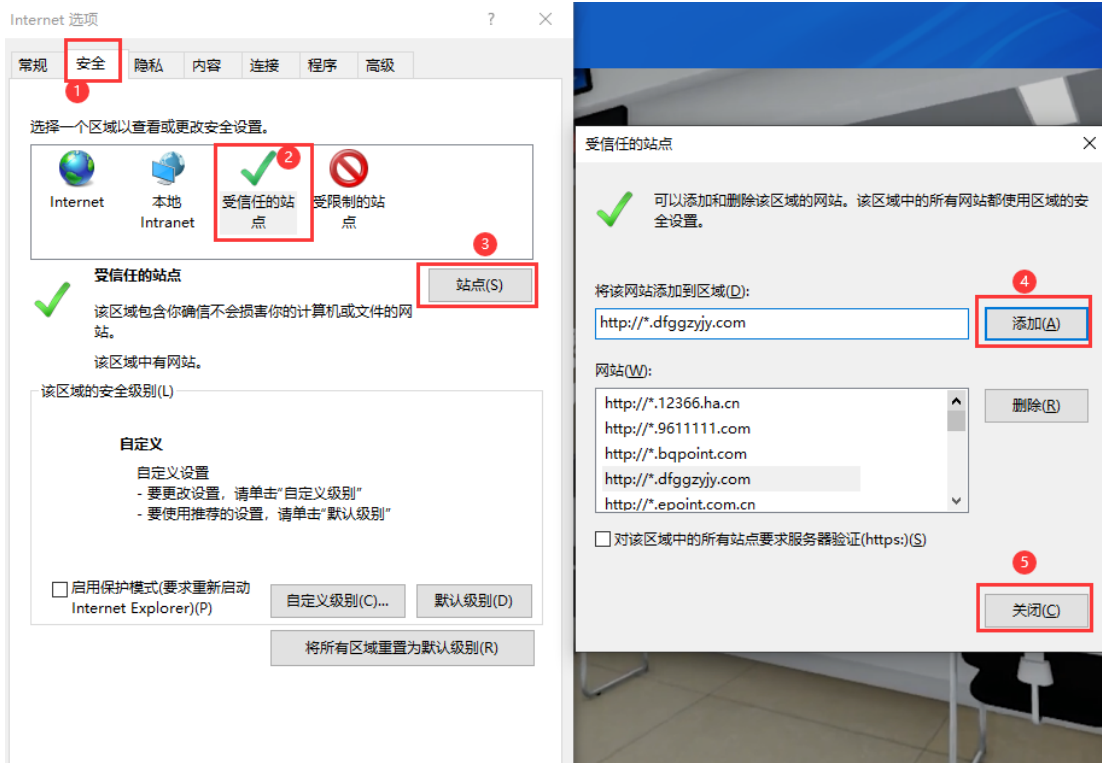 Internet 选项
常规 安全 隐私 内容 连接 程序 高级
1
选择一个区域以查看或更改安全设置。
2
Internet
本地
Intranet
受信任的站
点
受限制的站
点
3
受信任的站点
站点(S)
该区域包含你确信不会损害你的计算机或文件的网
站。
该区域中有网站。
该区域的安全级别(L)
自定义
自定义设置
- 要更改设置，请单击“自定义级别”
- 要使用推荐的设置，请单击“默认级别”
启用保护模式(要求重新启动
Internet Explorer)(P)
自定义级别(C)...
默认级别(D)
将所有区域重置为默认级别(R)
受信任的站点
可以添加和删除该区域的网站。该区域中的所有网站都使用区域的安
全设置。
4
将该网站添加到区域(D):
http://*.dfggzyjy.com
添加(A)
网站(W):
http://*.12366.ha.cn
http://*.9611111.com
http://*.bqpoint.com
http://*.dfggzyjy.com
http://*.epoint.com.cn
删除(R)
对该区域中的所有站点要求服务器验证(https:)(S)
5
关闭(C)